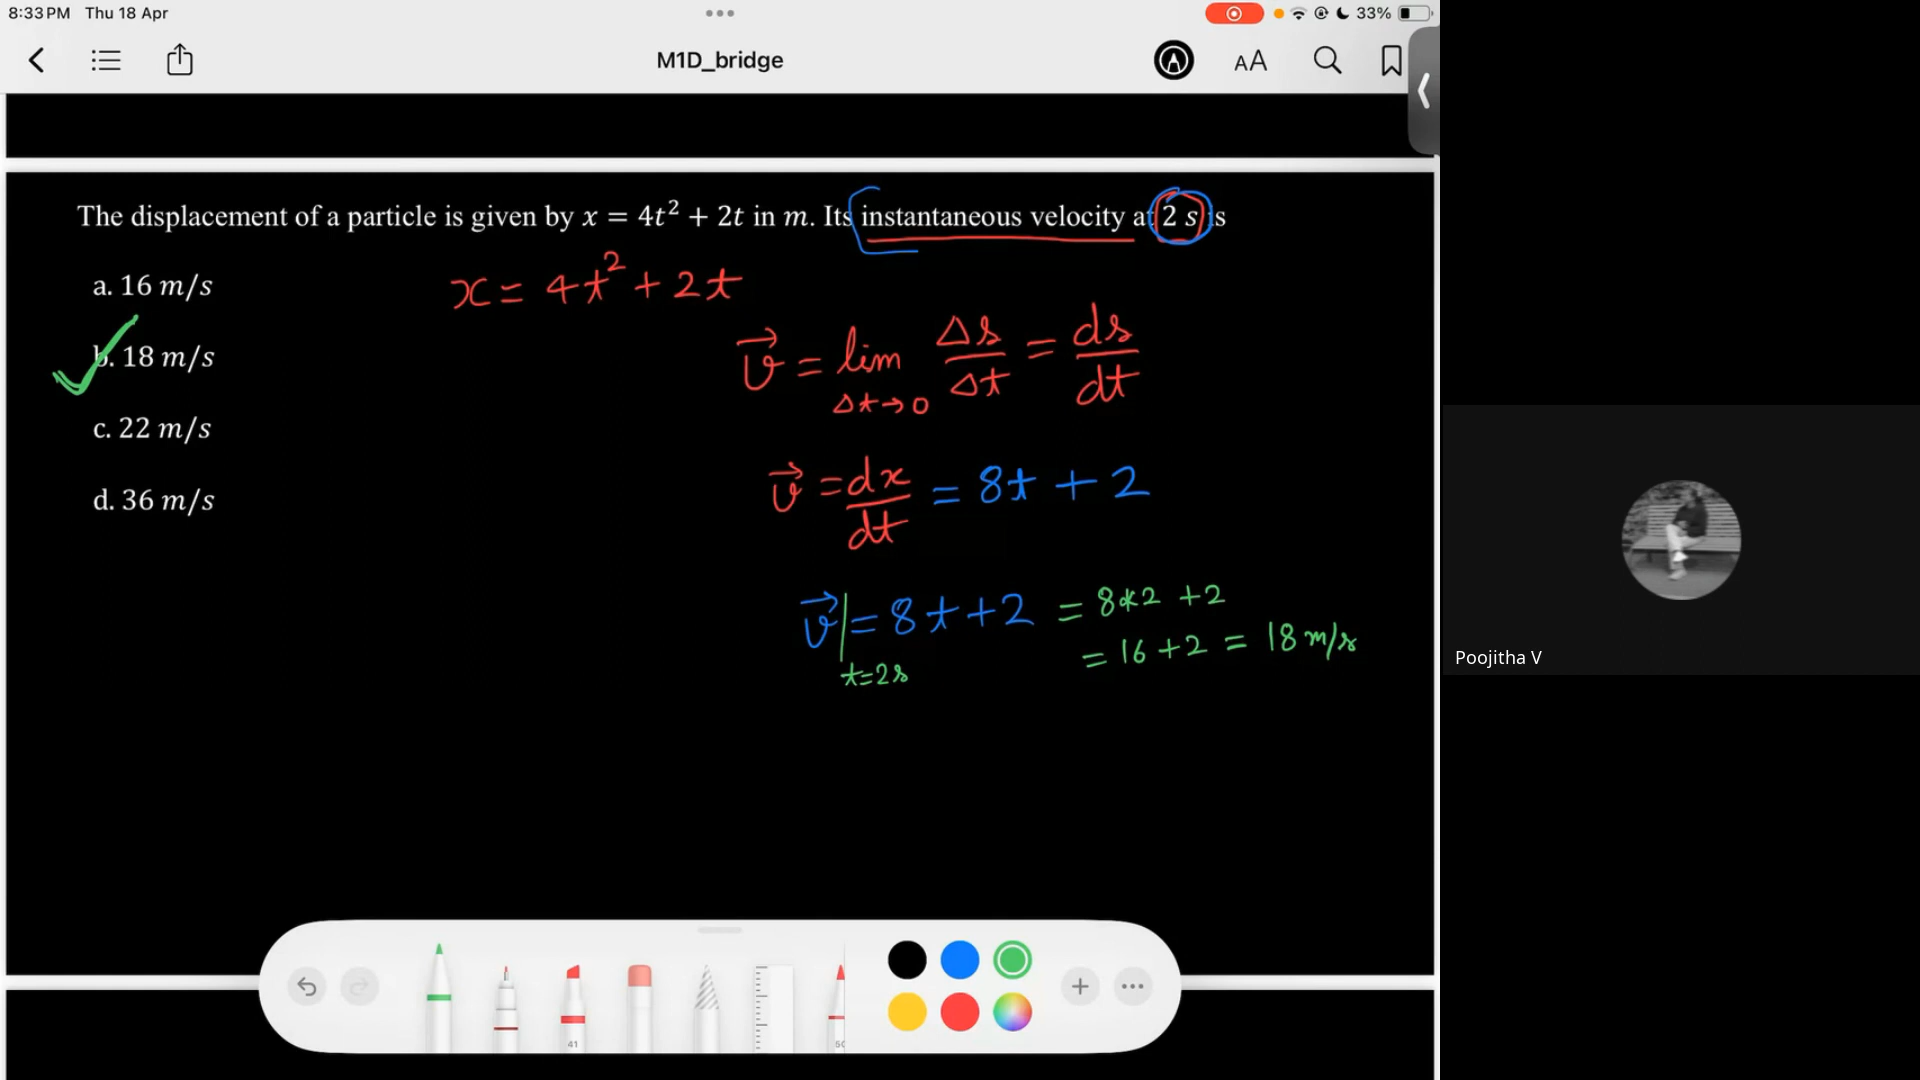 8:33 PM Thu 18 Apr
33%
M1D_bridge
AA
The displacement of a particle is given by x = 4t² + 2t in m. Its instantaneous velocity at 2 s is
a. 16 m/s
x = 4t² + 2t
b. 18 m/s
v⃗ = lim Δt→0 Δs/Δt = ds/dt
c. 22 m/s
v⃗ = dx/dt = 8t + 2
d. 36 m/s
v⃗| t=2s = 8t + 2 = 8*2 + 2
= 16 + 2 = 18 m/s
Poojitha V
41
50